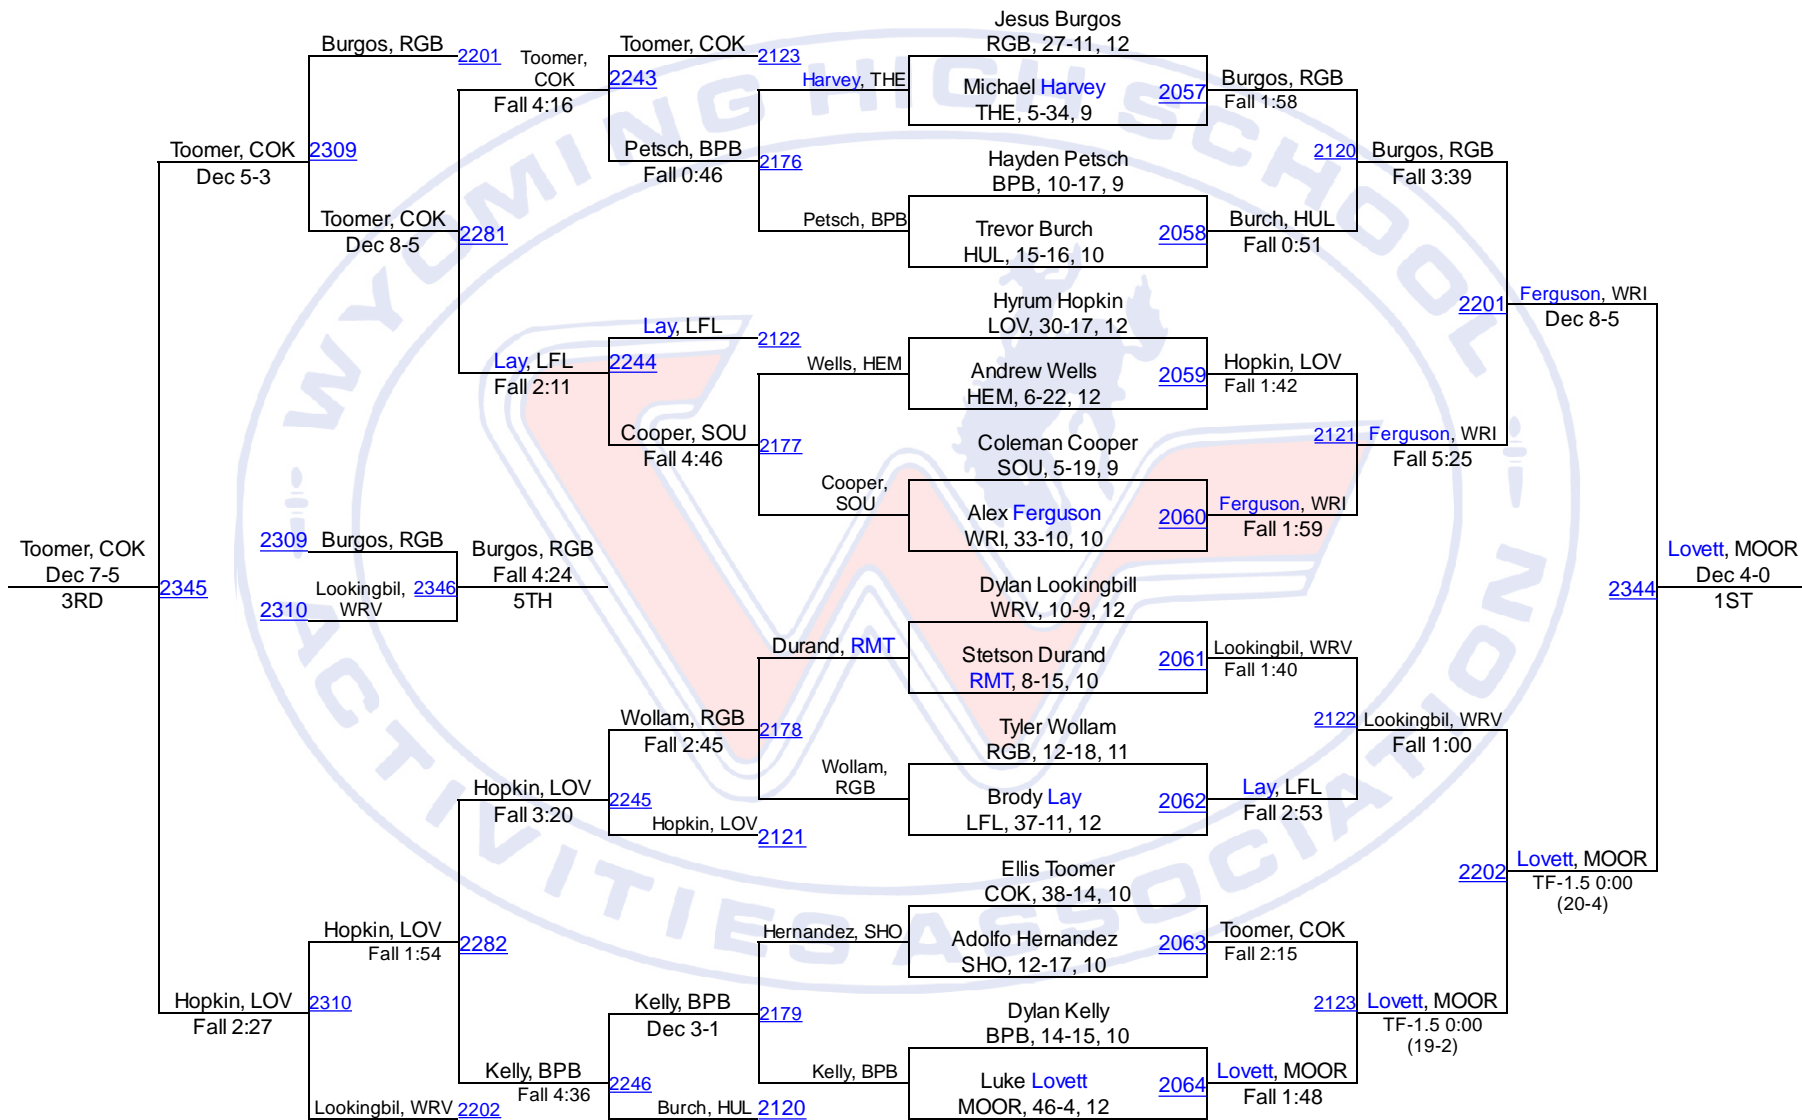 Jesus Burgos
RGB, 27-11, 12
Michael Harvey
THE, 5-34, 9
2057
Hayden Petsch
BPB, 10-17, 9
Trevor Burch
HUL, 15-16, 10
2058
Hyrum Hopkin
LOV, 30-17, 12
Andrew Wells
HEM, 6-22, 12
2059
Coleman Cooper
SOU, 5-19, 9
Alex Ferguson
WRI, 33-10, 10
2060
Dylan Lookingbill
WRV, 10-9, 12
Stetson Durand
RMT, 8-15, 10
2061
Tyler Wollam
RGB, 12-18, 11
Brody Lay
LFL, 37-11, 12
2062
Ellis Toomer
COK, 38-14, 10
Adolfo Hernandez
SHO, 12-17, 10
2063
Dylan Kelly
BPB, 14-15, 10
Luke Lovett
MOOR, 46-4, 12
2064
Burgos, RGB
Fall 1:58
2120
Burch, HUL
Fall 0:51
Hopkin, LOV
Fall 1:42
2121
Ferguson, WRI
Fall 1:59
Lookingbil, WRV
Fall 1:40
2122
Lay, LFL
Fall 2:53
Toomer, COK
Fall 2:15
2123
Lovett, MOOR
Fall 1:48
Burgos, RGB
Fall 3:39
2201
Ferguson, WRI
Fall 5:25
Lookingbil, WRV
Fall 1:00
2202
Lovett, MOOR
TF-1.5 0:00
(19-2)
Ferguson, WRI
Dec 8-5
2344
Lovett, MOOR
TF-1.5 0:00
(20-4)
Lovett, MOOR
Dec 4-0
1ST
Harvey, THE
2176
Petsch, BPB
Wells, HEM
2177
Cooper,
SOU
Durand, RMT
2178
Wollam,
RGB
Hernandez, SHO
2179
Kelly, BPB
Toomer, COK
2123
2243
Petsch, BPB
Fall 0:46
Lay, LFL
2122
2244
Cooper, SOU
Fall 4:46
Wollam, RGB
Fall 2:45
2245
Hopkin, LOV
2121
Kelly, BPB
Dec 3-1
2246
Burch, HUL
2120
Toomer,
COK
Fall 4:16
2281
Lay, LFL
Fall 2:11
Hopkin, LOV
Fall 3:20
2282
Kelly, BPB
Fall 4:36
Burgos, RGB
2201
2309
Toomer, COK
Dec 8-5
Hopkin, LOV
Fall 1:54
2310
Lookingbil, WRV
2202
Toomer, COK
Dec 5-3
2345
Hopkin, LOV
Fall 2:27
Toomer, COK
Dec 7-5
3RD
2309
Burgos, RGB
2310
Lookingbil,
WRV
2346
Burgos, RGB
Fall 4:24
5TH
WYOMING HIGH SCHOOL
ACTIVITIES ASSOCIATION